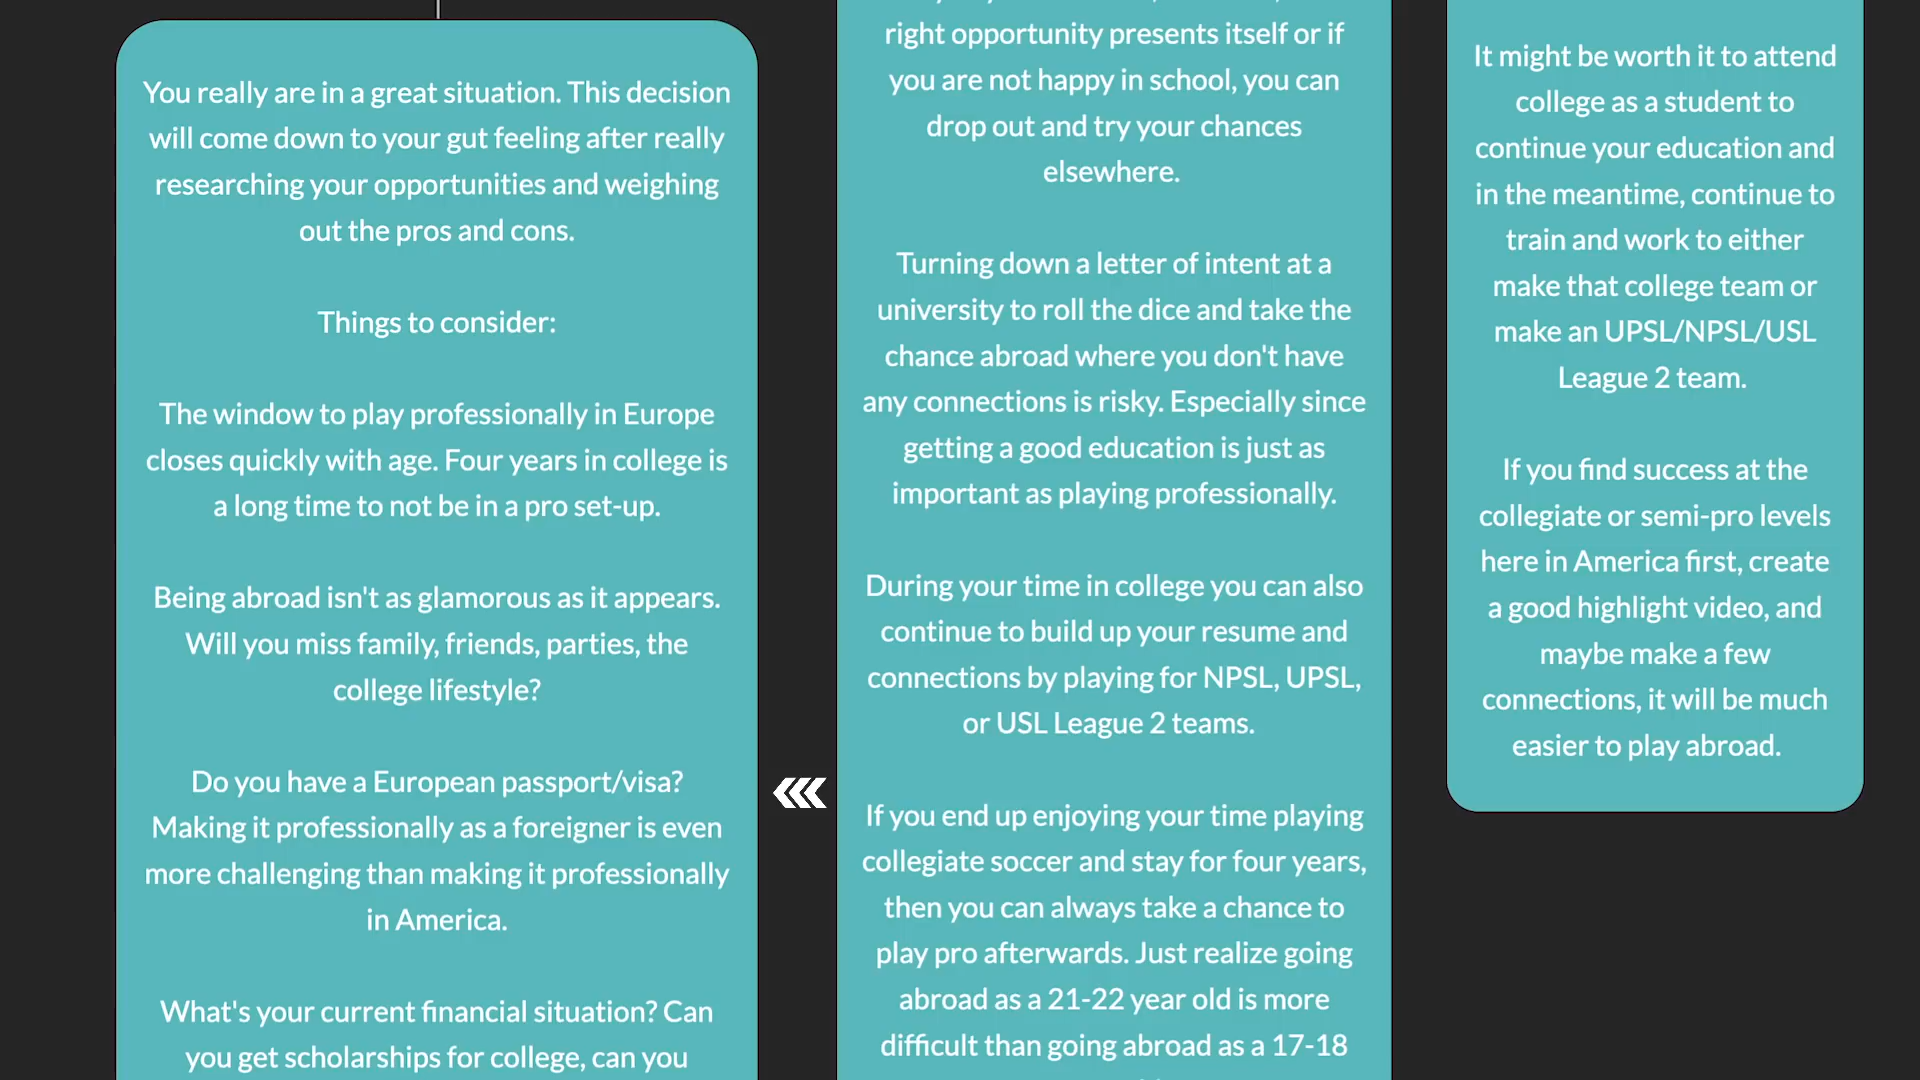 You really are in a great situation. This decision
will come down to your gut feeling after really
researching your opportunities and weighing
out the pros and cons.
Things to consider:
The window to play professionally in Europe
closes quickly with age. Four years in college is
a long time to not be in a pro set-up.
Being abroad isn't as glamorous as it appears.
Will you miss family, friends, parties, the
college lifestyle?
Do you have a European passport/visa?
Making it professionally as a foreigner is even
more challenging than making it professionally
in America.
What's your current financial situation? Can
you get scholarships for college, can you
right opportunity presents itself or if
you are not happy in school, you can
drop out and try your chances
elsewhere.
Turning down a letter of intent at a
university to roll the dice and take the
chance abroad where you don't have
any connections is risky. Especially since
getting a good education is just as
important as playing professionally.
During your time in college you can also
continue to build up your resume and
connections by playing for NPSL, UPSL,
or USL League 2 teams.
If you end up enjoying your time playing
collegiate soccer and stay for four years,
then you can always take a chance to
play pro afterwards. Just realize going
abroad as a 21-22 year old is more
difficult than going abroad as a 17-18
It might be worth it to attend
college as a student to
continue your education and
in the meantime, continue to
train and work to either
make that college team or
make an UPSL/NPSL/USL
League 2 team.
If you find success at the
collegiate or semi-pro levels
here in America first, create
a good highlight video, and
maybe make a few
connections, it will be much
easier to play abroad.